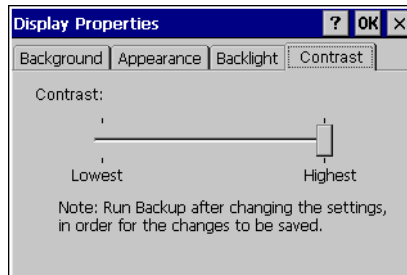 Display Properties ? OK ×
Background Appearance Backlight Contrast
Contrast:
Lowest Highest
Note: Run Backup after changing the settings,
in order for the changes to be saved.